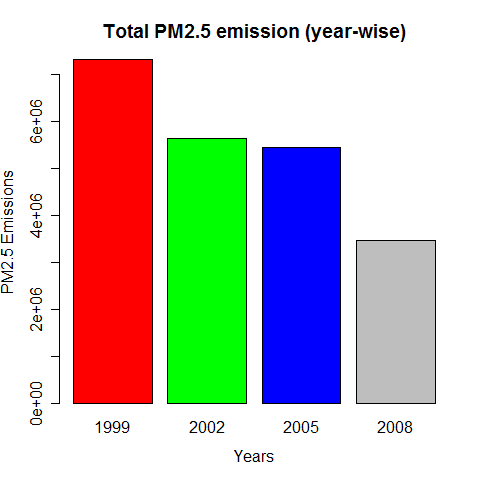 Total PM2.5 emission (year-wise)
PM2.5 Emissions
6e+06
4e+06
2e+06
0e+00
1999 2002 2005 2008
Years